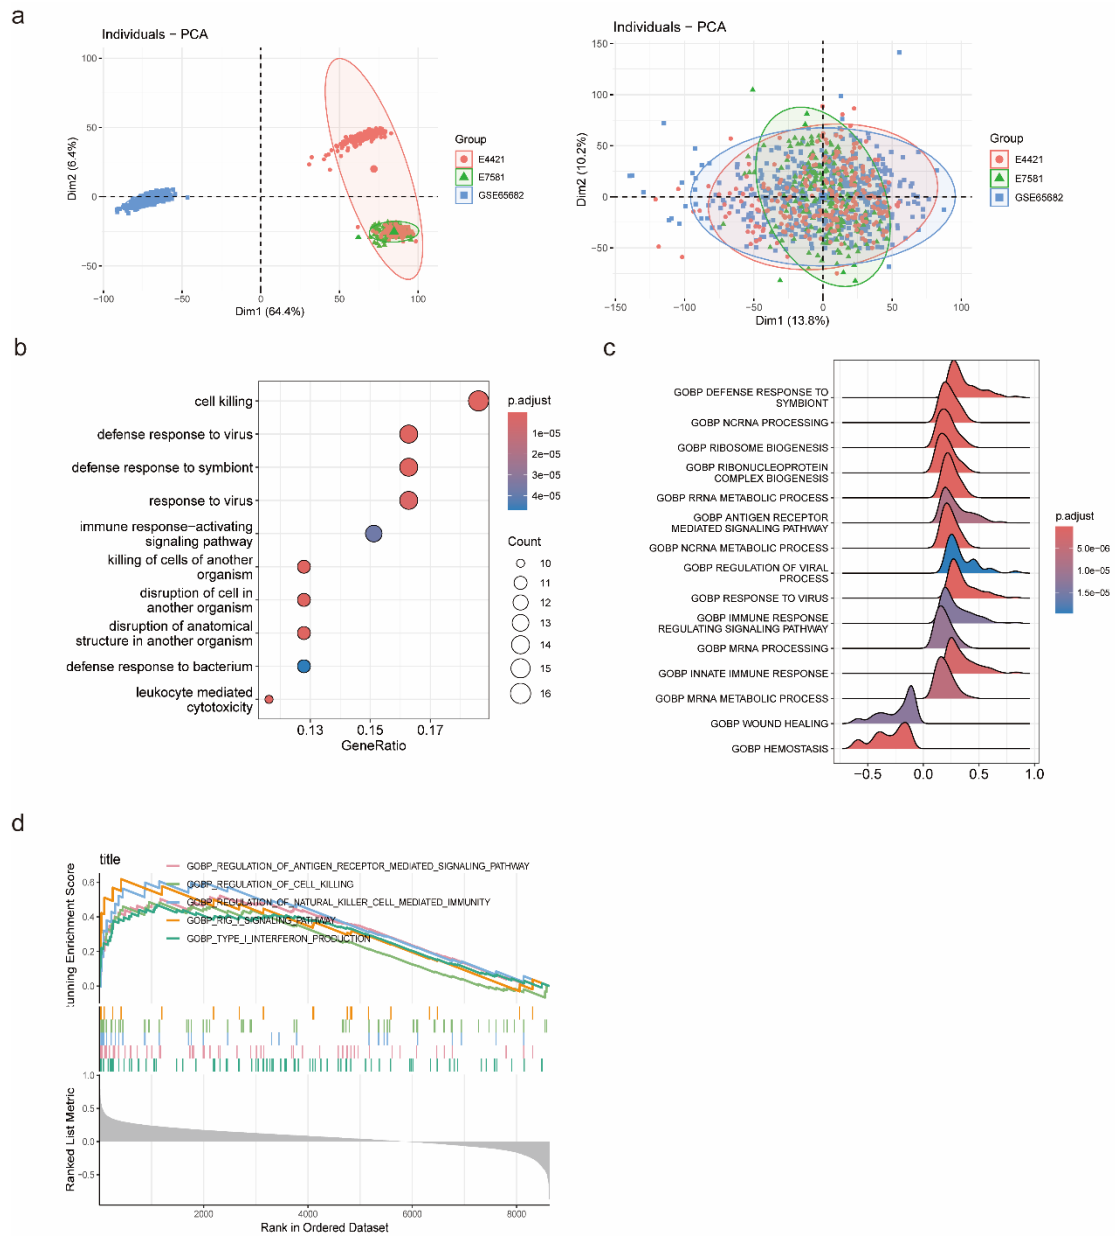 a
Individuals − PCA
100
50
0
−50
Dim2 (6.4%)
−100
−50
0
50
100
Dim1 (64.4%)
Group
E4421
E7581
GSE65682
Individuals − PCA
150
100
50
0
−50
−100
Dim2 (10.2%)
−150
−100
−50
0
50
100
Dim1 (13.8%)
Group
E4421
E7581
GSE65682
b
cell killing
defense response to virus
defense response to symbiont
response to virus
immune response−activating
signaling pathway
killing of cells of another
organism
disruption of cell in
another organism
disruption of anatomical
structure in another organism
defense response to bacterium
leukocyte mediated
cytotoxicity
0.13
0.15
0.17
GeneRatio
p.adjust
1e−05
2e−05
3e−05
4e−05
Count
10
11
12
13
14
15
16
c
GOBP DEFENSE RESPONSE TO
SYMBIONT
GOBP NCRNA PROCESSING
GOBP RIBOSOME BIOGENESIS
GOBP RIBONUCLEOPROTEIN
COMPLEX BIOGENESIS
GOBP RRNA METABOLIC PROCESS
GOBP ANTIGEN RECEPTOR
MEDIATED SIGNALING PATHWAY
GOBP NCRNA METABOLIC PROCESS
GOBP REGULATION OF VIRAL
PROCESS
GOBP RESPONSE TO VIRUS
GOBP IMMUNE RESPONSE
REGULATING SIGNALING PATHWAY
GOBP MRNA PROCESSING
GOBP INNATE IMMUNE RESPONSE
GOBP MRNA METABOLIC PROCESS
GOBP WOUND HEALING
GOBP HEMOSTASIS
−0.5
0.0
0.5
1.0
p.adjust
5.0e−06
1.0e−05
1.5e−05
d
title
GOBP_REGULATION_OF_ANTIGEN_RECEPTOR_MEDIATED_SIGNALING_PATHWAY
GOBP_REGULATION_OF_CELL_KILLING
GOBP_REGULATION_OF_NATURAL_KILLER_CELL_MEDIATED_IMMUNITY
GOBP_RIG_I_SIGNALING_PATHWAY
GOBP_TYPE_I_INTERFERON_PRODUCTION
0.6
0.4
0.2
0.0
Enrichment Score
1.0
0.5
0.0
−0.5
Ranked List Metric
2000
4000
6000
8000
Rank in Ordered Dataset